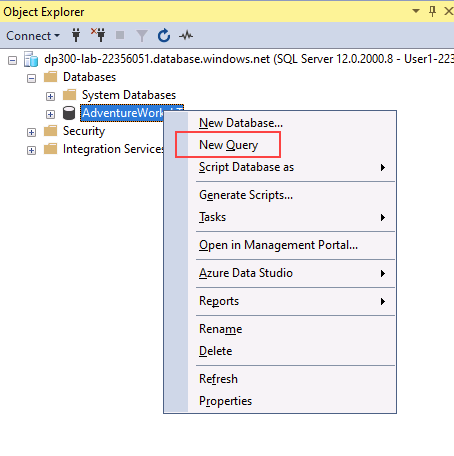 Object Explorer
Connect
dp300-lab-22356051.database.windows.net (SQL Server 12.0.2000.8 - User1-223
Databases
System Databases
AdventureWorksLT
Security
Integration Services
New Database...
New Query
Script Database as
Generate Scripts...
Tasks
Open in Management Portal...
Azure Data Studio
Reports
Rename
Delete
Refresh
Properties